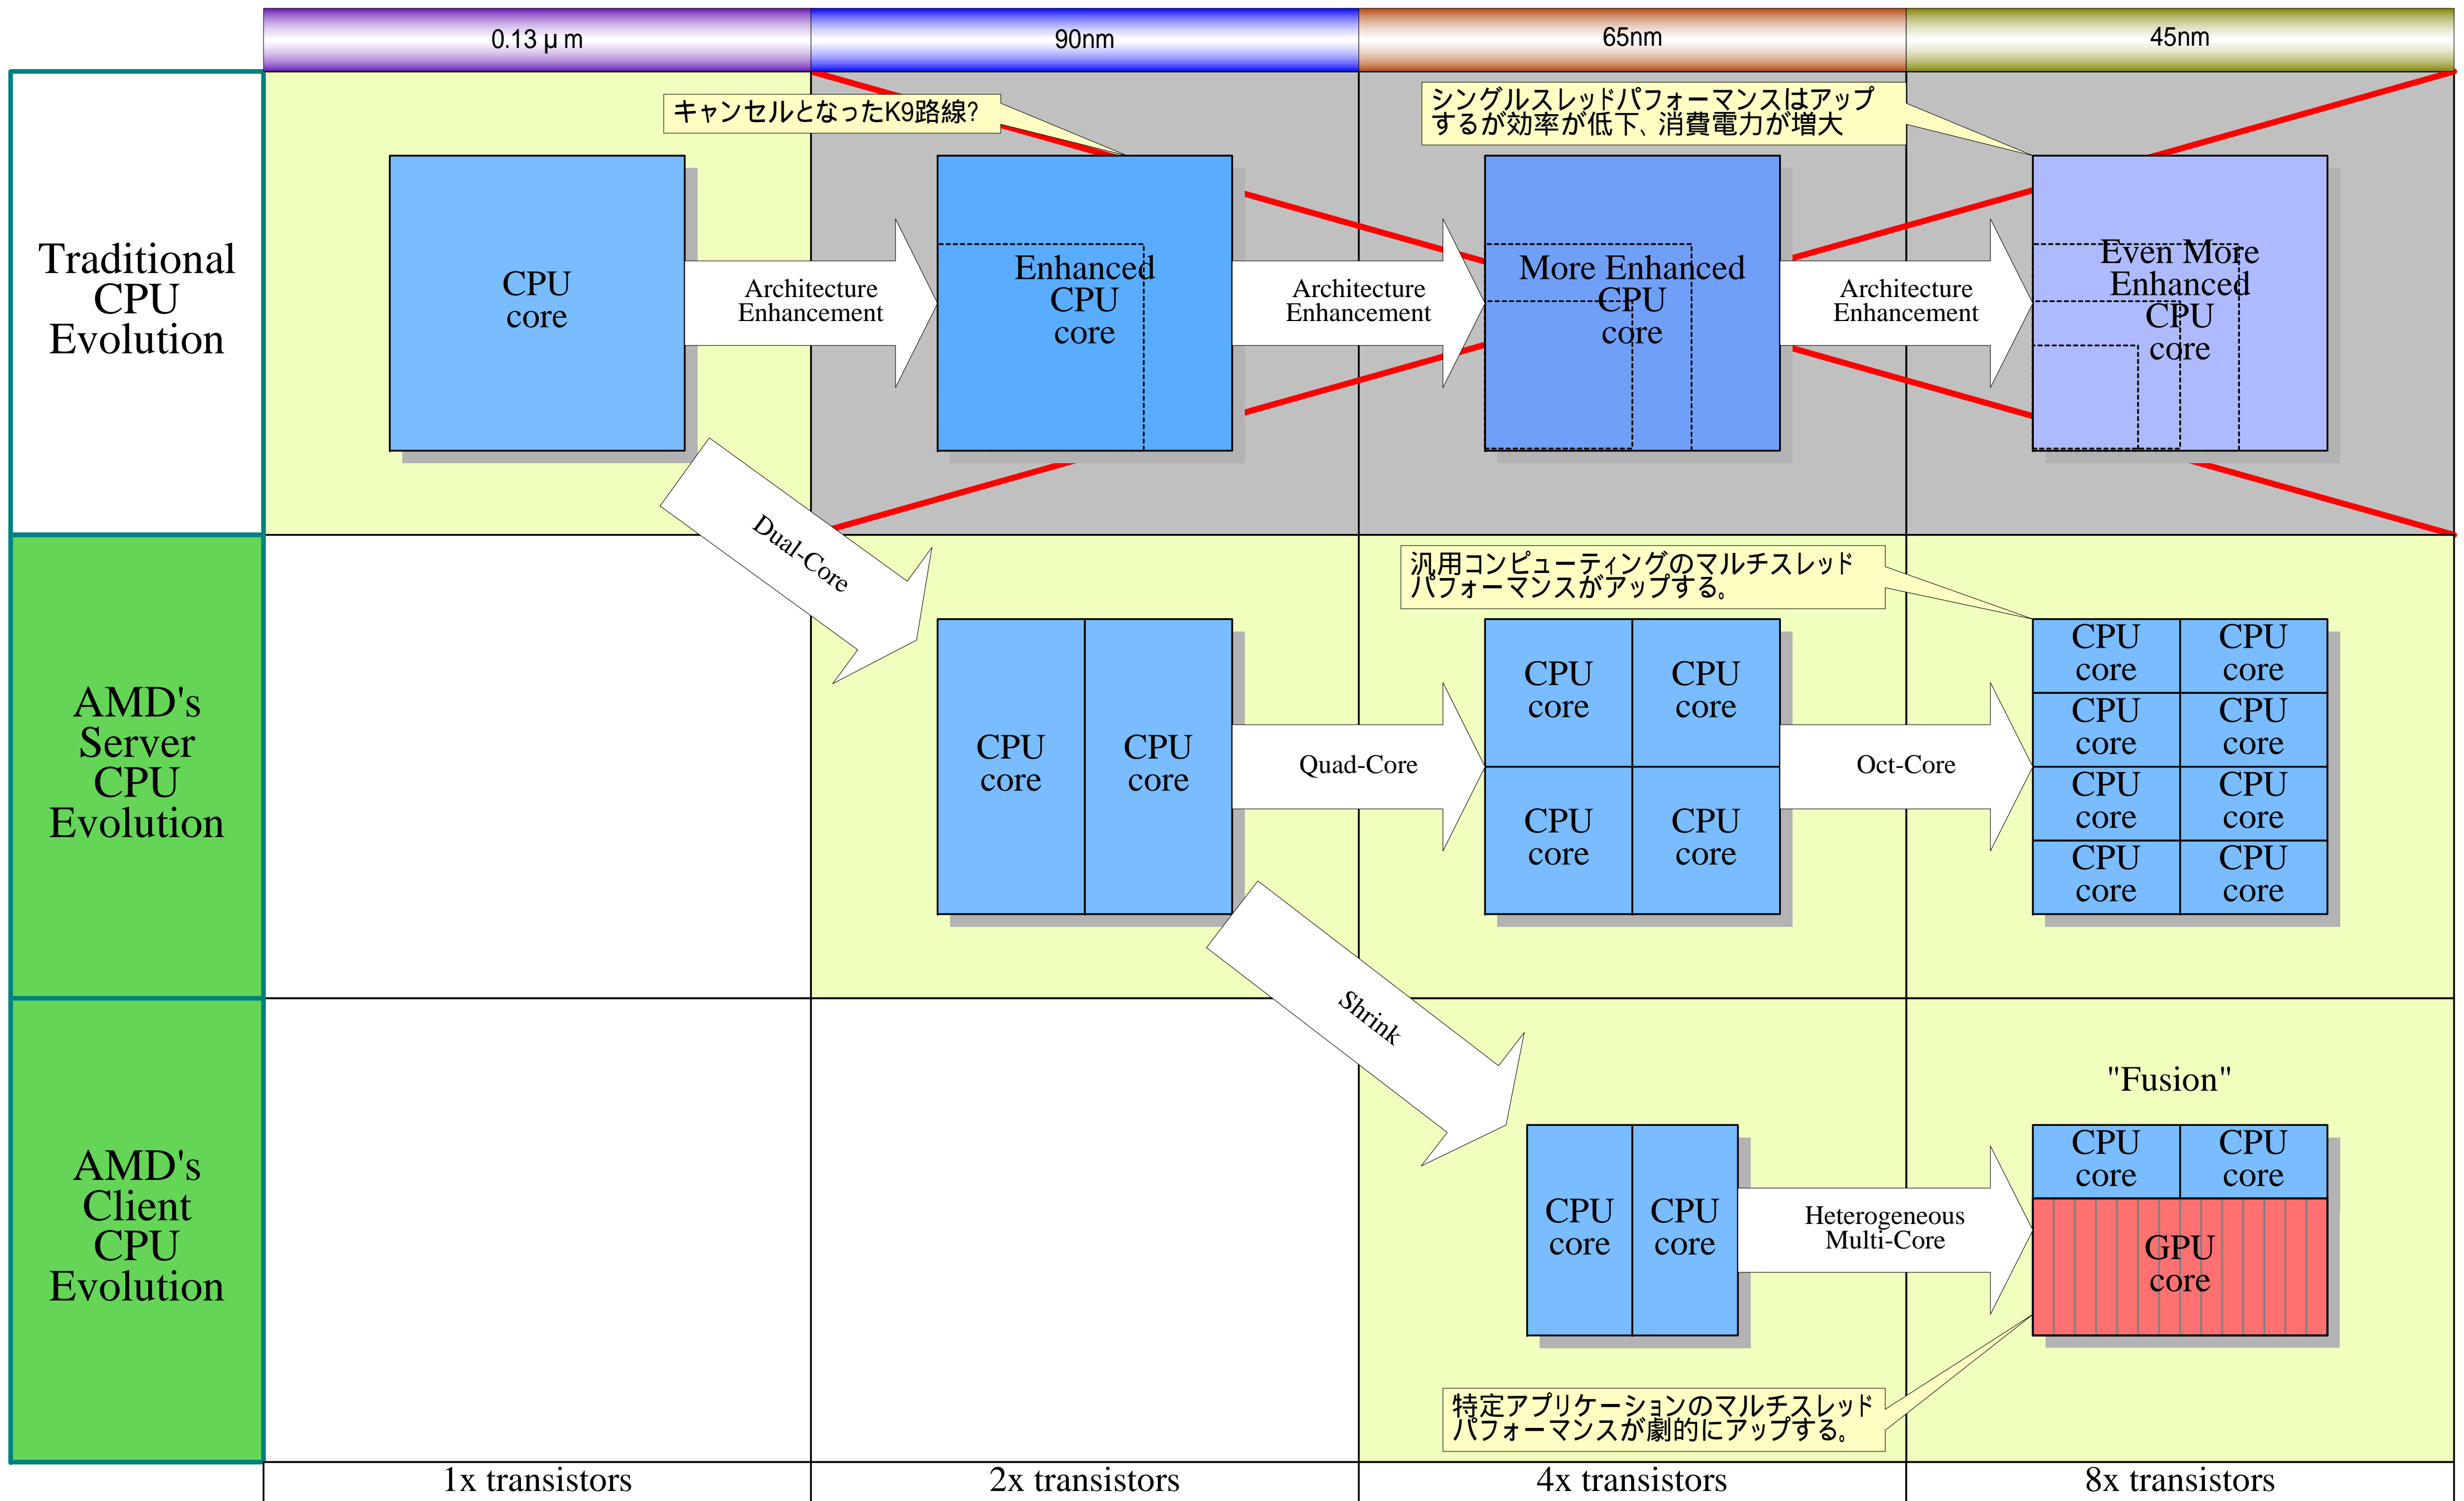 0.13μm
90nm
65nm
45nm
Traditional
CPU
Evolution
キャンセルとなったK9路線?
シングルスレッドパフォーマンスはアップ
するが効率が低下、消費電力が増大
CPU
core
Architecture
Enhancement
Enhanced
CPU
core
Architecture
Enhancement
More Enhanced
CPU
core
Architecture
Enhancement
Even More
Enhanced
CPU
core
Dual-Core
AMD's
Server
CPU
Evolution
汎用コンピューティングのマルチスレッド
パフォーマンスがアップする。
CPU
core
CPU
core
Quad-Core
CPU
core
CPU
core
CPU
core
CPU
core
Oct-Core
CPU
core
CPU
core
CPU
core
CPU
core
CPU
core
CPU
core
CPU
core
CPU
core
Shrink
AMD's
Client
CPU
Evolution
CPU
core
CPU
core
Heterogeneous
Multi-Core
"Fusion"
CPU
core
CPU
core
GPU
core
特定アプリケーションのマルチスレッド
パフォーマンスが劇的にアップする。
1x transistors
2x transistors
4x transistors
8x transistors